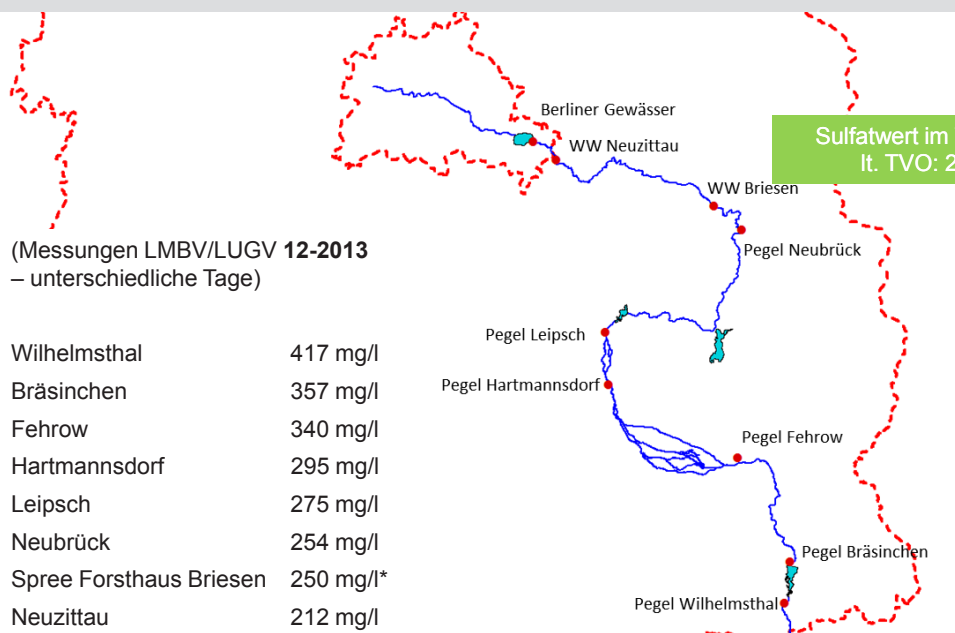 Berliner Gewässer
Sulfatwert im
lt. TVO: 2
WW Neuzittau
WW Briesen
Pegel Neubrück
(Messungen LMBV/LUGV 12-2013
– unterschiedliche Tage)
Pegel Leipsch
Pegel Hartmannsdorf
Pegel Fehrow
Pegel Bräsinchen
Pegel Wilhelmsthal
Wilhelmsthal 417 mg/l
Bräsinchen 357 mg/l
Fehrow 340 mg/l
Hartmannsdorf 295 mg/l
Leipsch 275 mg/l
Neubrück 254 mg/l
Spree Forsthaus Briesen 250 mg/l*
Neuzittau 212 mg/l